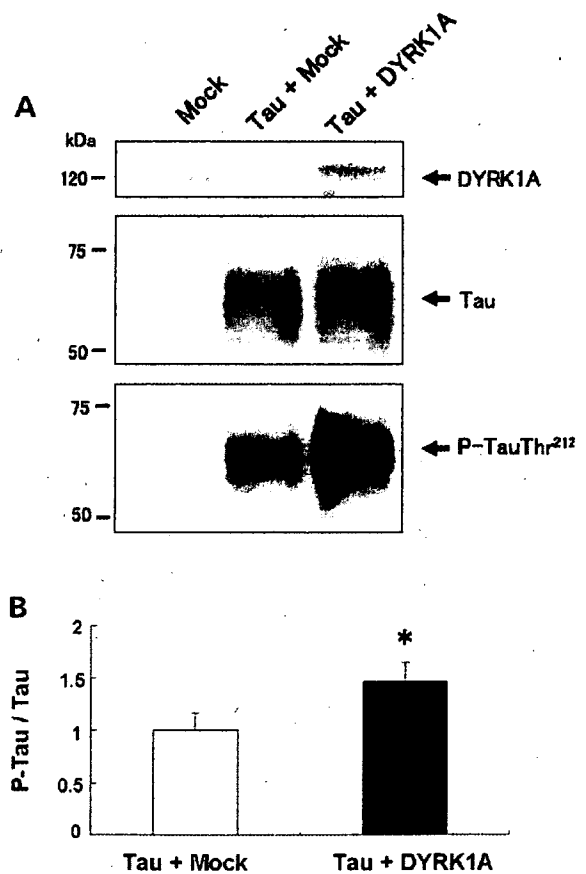 A
Mock
Tau + Mock
Tau + DYRK1A
kDa
120
DYRK1A
75
Tau
50
75
P-TauThr²¹²
50
B
2
*
1.5
1
0.5
0
P-Tau / Tau
Tau + Mock
Tau + DYRK1A